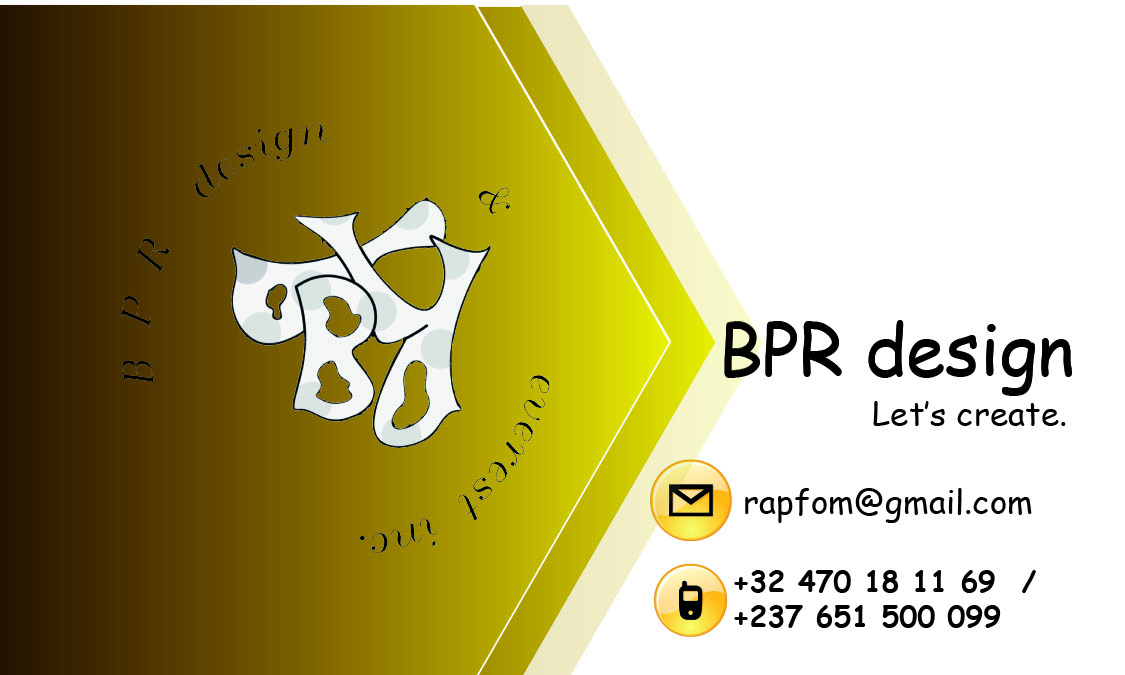 BPR design & everest inc.
BPR design
Let's create.
rapfom@gmail.com
+32 470 18 11 69 /
+237 651 500 099